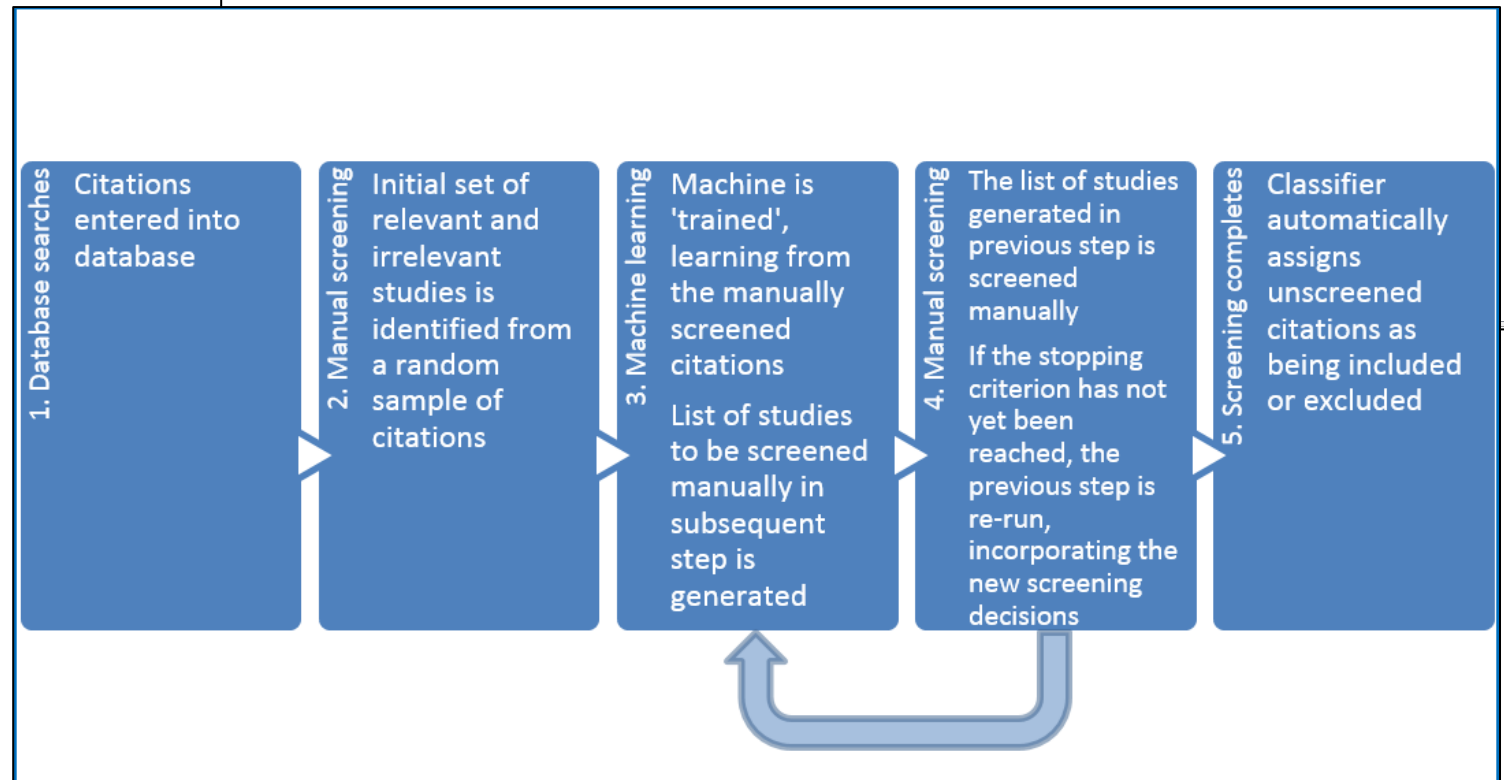 1. Database searches
Citations
entered into
database
2. Manual screening
Initial set of
relevant and
irrelevant
studies is
identified from
a random
sample of
citations
3. Machine learning
Machine is
'trained',
learning from
the manually
screened
citations
List of studies
to be screened
manually in
subsequent
step is
generated
4. Manual screening
The list of studies
generated in
previous step is
screened
manually
If the stopping
criterion has not
yet been
reached, the
previous step is
re-run,
incorporating the
new screening
decisions
5. Screening completes
Classifier
automatically
assigns
unscreened
citations as
being included
or excluded